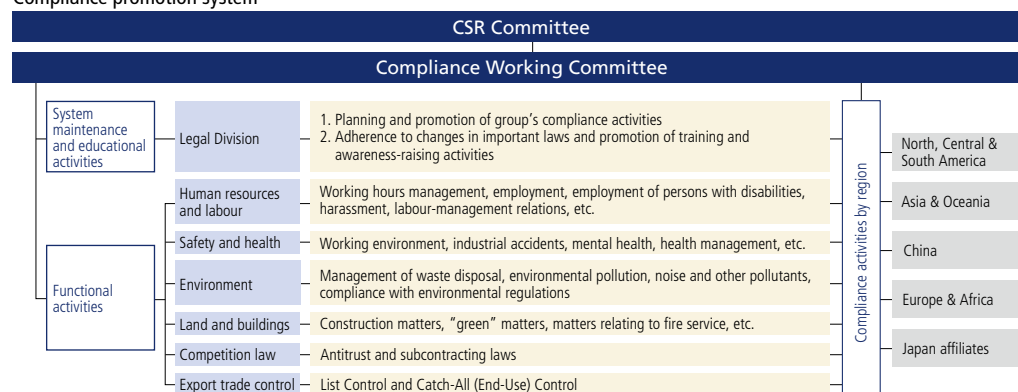 Compliance promotion system
CSR Committee
Compliance Working Committee
System
maintenance
and educational
activities
Legal Division
1. Planning and promotion of group's compliance activities
2. Adherence to changes in important laws and promotion of training and
awareness-raising activities
Human resources
and labour
Working hours management, employment, employment of persons with disabilities,
harassment, labour-management relations, etc.
Safety and health
Working environment, industrial accidents, mental health, health management, etc.
Functional
activities
Environment
Management of waste disposal, environmental pollution, noise and other pollutants,
compliance with environmental regulations
Land and buildings
Construction matters, “green” matters, matters relating to fire service, etc.
Competition law
Antitrust and subcontracting laws
Export trade control
List Control and Catch-All (End-Use) Control
Compliance activities by region
North, Central &
South America
Asia & Oceania
China
Europe & Africa
Japan affiliates